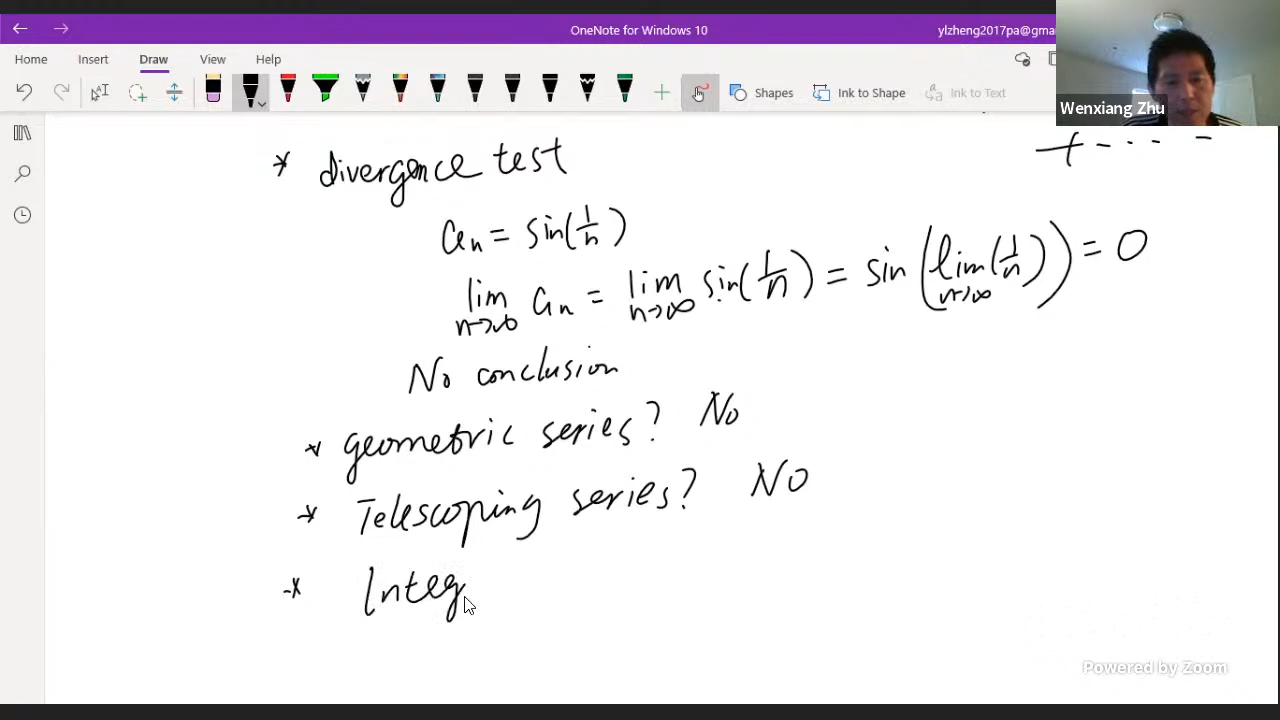 OneNote for Windows 10
ylzheng2017pa@gma
Home Insert Draw View Help
Shapes Ink to Shape Ink to Text
Wenxiang Zhu
+ - . . . -
* divergence test
aₙ = sin(1/n)
lim n→∞ aₙ = lim n→∞ sin(1/n) = sin(lim n→∞ (1/n)) = 0
No conclusion
* geometric series? No
* Telescoping series? No
* Integ
Powered by Zoom